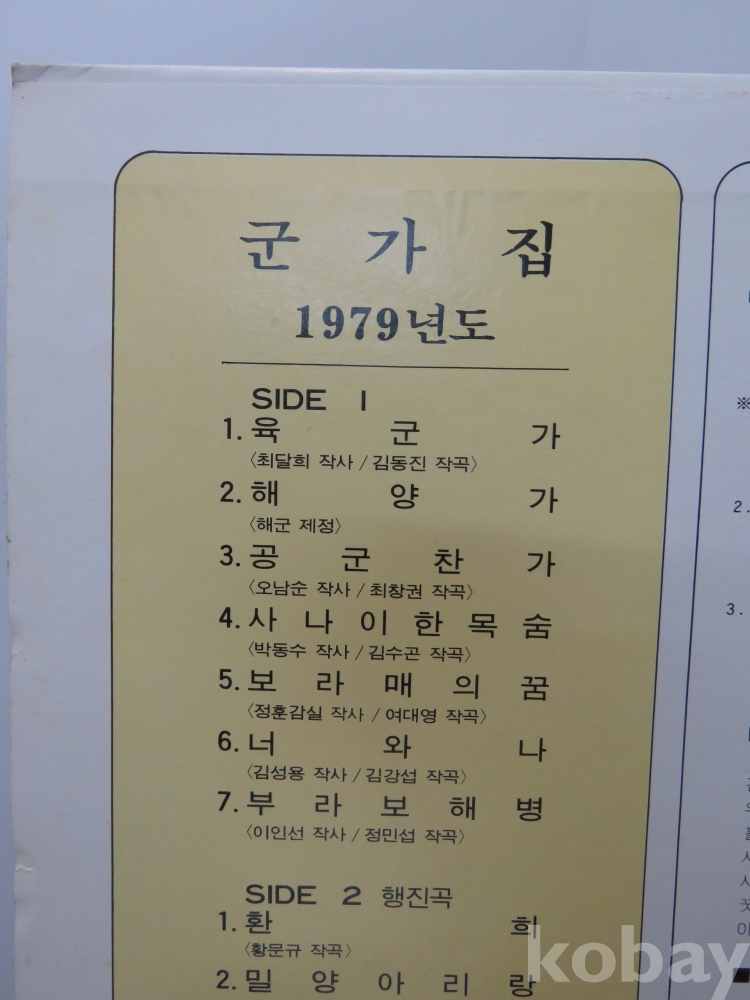 군가집
1979년도
SIDE 1
1. 육군가
〈최달희 작사 / 김동진 작곡〉
2. 해양가
〈해군 제정〉
3. 공군찬가
〈오남순 작사 / 최창권 작곡〉
4. 사나이한목숨
〈박동수 작사 / 김수곤 작곡〉
5. 보라매의꿈
〈정훈감실 작사 / 여대영 작곡〉
6. 너와나
〈김성용 작사 / 김강섭 작곡〉
7. 부라보해병
〈이인선 작사 / 정민섭 작곡〉
SIDE 2 행진곡
1. 환희
〈황문규 작곡〉
2. 밀양아리랑
※
2.
3.
kobay